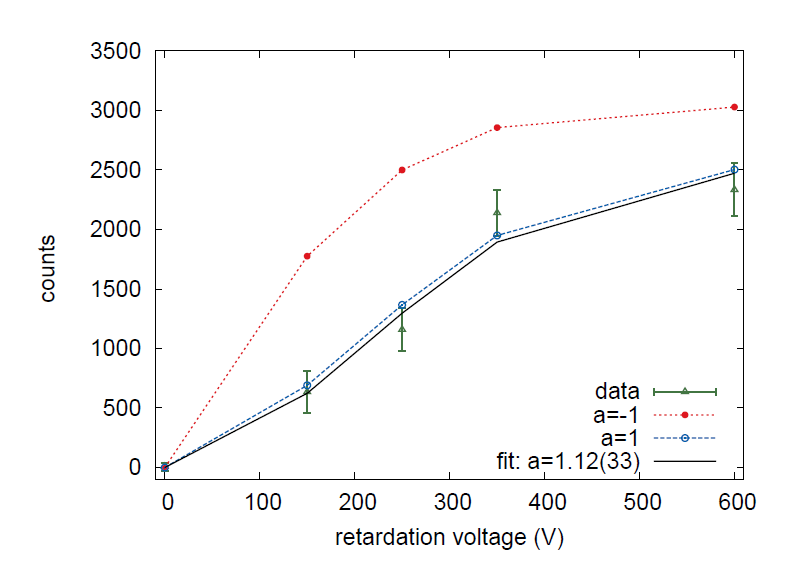 3500
3000
2500
2000
1500
1000
500
0
counts
data
a=-1
a=1
fit: a=1.12(33)
0 100 200 300 400 500 600
retardation voltage (V)